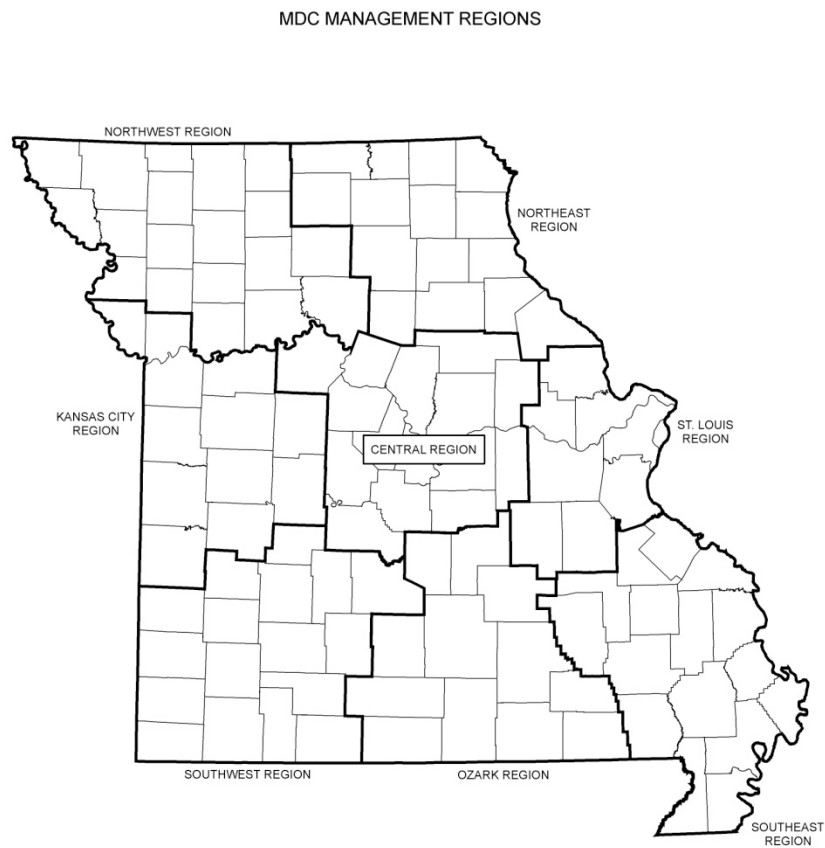 MDC MANAGEMENT REGIONS
NORTHWEST REGION
NORTHEAST
REGION
KANSAS CITY
REGION
ST. LOUIS
REGION
CENTRAL REGION
SOUTHWEST REGION
OZARK REGION
SOUTHEAST
REGION